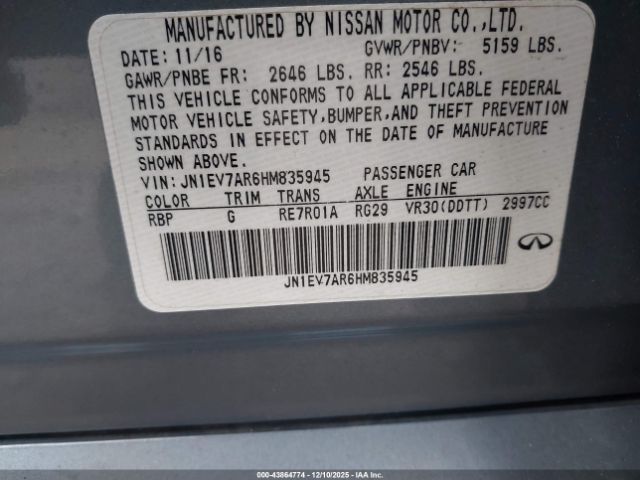 MANUFACTURED BY NISSAN MOTOR CO.,LTD.
DATE: 11/16 GVWR/PNBV: 5159 LBS.
GAWR/PNBE FR: 2646 LBS. RR: 2546 LBS.
THIS VEHICLE CONFORMS TO ALL APPLICABLE FEDERAL
MOTOR VEHICLE SAFETY,BUMPER,AND THEFT PREVENTION
STANDARDS IN EFFECT ON THE DATE OF MANUFACTURE
SHOWN ABOVE.
VIN: JN1EV7AR6HM835945 PASSENGER CAR
COLOR TRIM TRANS AXLE ENGINE
RBP G RE7R01A RG29 VR30(DDTT) 2997CC
JN1EV7AR6HM835945
000-43864774 | 12/10/2025 - IAAI.COM